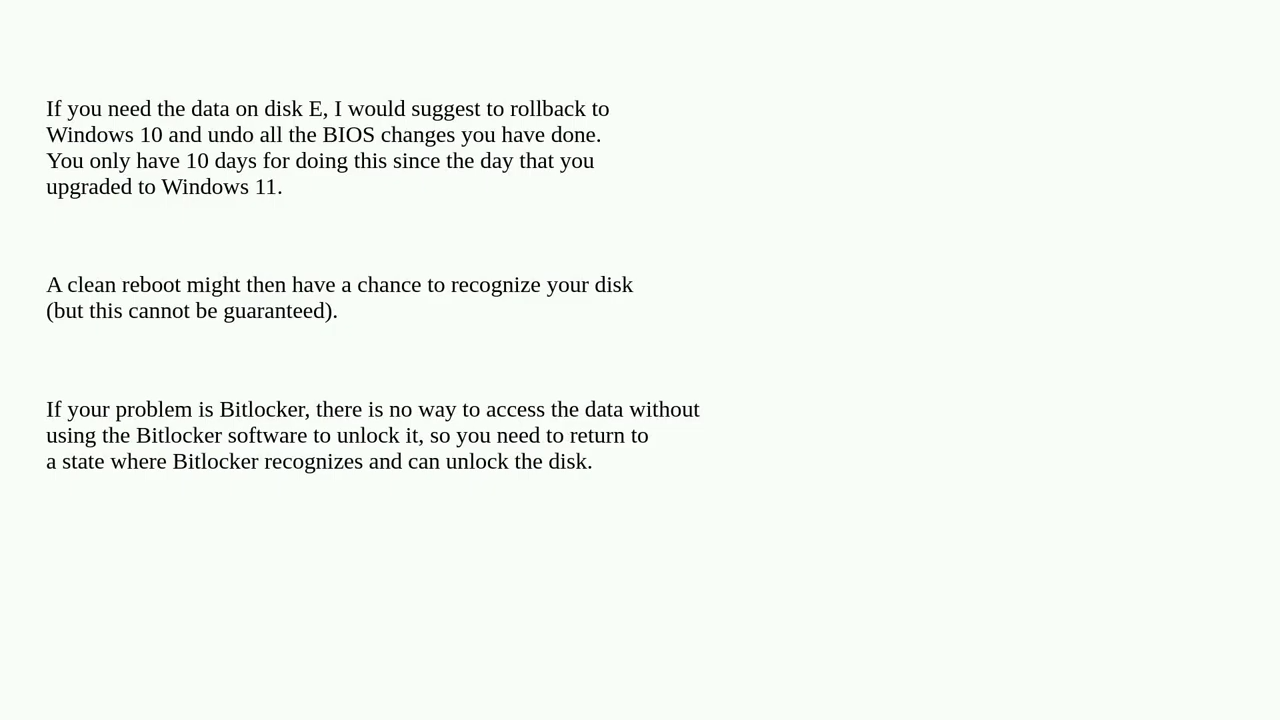 If you need the data on disk E, I would suggest to rollback to
Windows 10 and undo all the BIOS changes you have done.
You only have 10 days for doing this since the day that you
upgraded to Windows 11.
A clean reboot might then have a chance to recognize your disk
(but this cannot be guaranteed).
If your problem is Bitlocker, there is no way to access the data without
using the Bitlocker software to unlock it, so you need to return to
a state where Bitlocker recognizes and can unlock the disk.